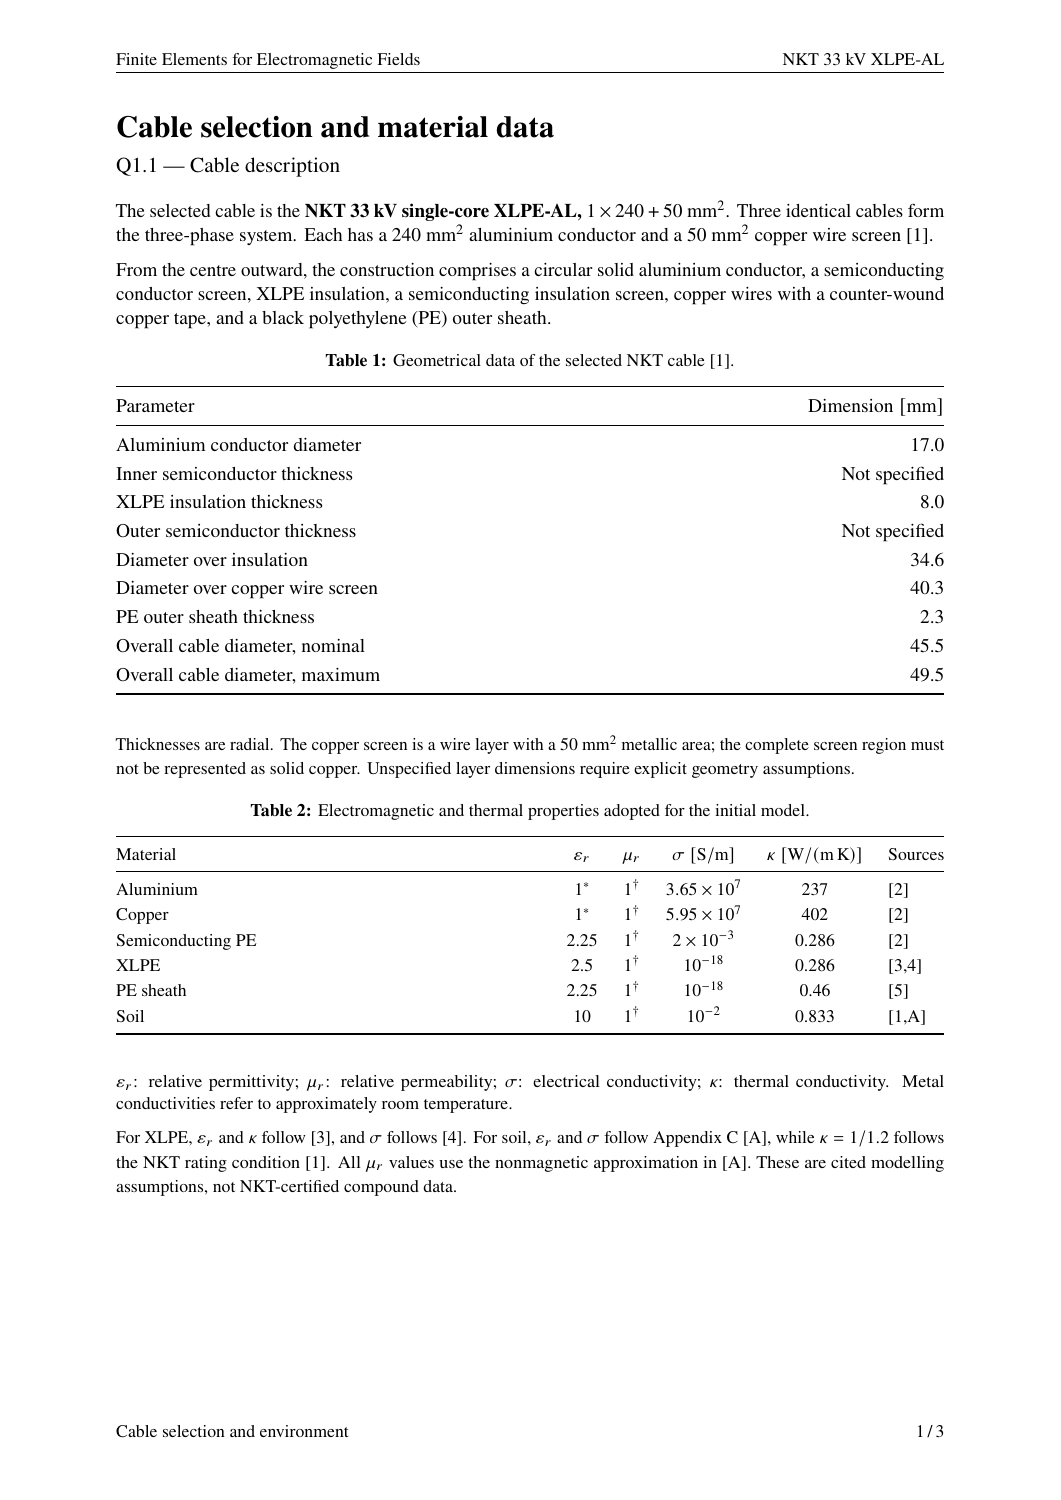 Finite Elements for Electromagnetic Fields NKT 33 kV XLPE-AL
Cable selection and material data
Q1.1 — Cable description
The selected cable is the NKT 33 kV single-core XLPE-AL, 1 × 240 + 50 mm². Three identical cables form
the three-phase system. Each has a 240 mm² aluminium conductor and a 50 mm² copper wire screen [1].
From the centre outward, the construction comprises a circular solid aluminium conductor, a semiconducting
conductor screen, XLPE insulation, a semiconducting insulation screen, copper wires with a counter-wound
copper tape, and a black polyethylene (PE) outer sheath.
Table 1: Geometrical data of the selected NKT cable [1].
Parameter Dimension [mm]
Aluminium conductor diameter 17.0
Inner semiconductor thickness Not specified
XLPE insulation thickness 8.0
Outer semiconductor thickness Not specified
Diameter over insulation 34.6
Diameter over copper wire screen 40.3
PE outer sheath thickness 2.3
Overall cable diameter, nominal 45.5
Overall cable diameter, maximum 49.5
Thicknesses are radial. The copper screen is a wire layer with a 50 mm² metallic area; the complete screen region must
not be represented as solid copper. Unspecified layer dimensions require explicit geometry assumptions.
Table 2: Electromagnetic and thermal properties adopted for the initial model.
Material εᵣ μᵣ σ [S/m] κ [W/(m K)] Sources
Aluminium 1* 1† 3.65 × 10⁷ 237 [2]
Copper 1* 1† 5.95 × 10⁷ 402 [2]
Semiconducting PE 2.25 1† 2 × 10⁻³ 0.286 [2]
XLPE 2.5 1† 10⁻¹⁸ 0.286 [3,4]
PE sheath 2.25 1† 10⁻¹⁸ 0.46 [5]
Soil 10 1† 10⁻² 0.833 [1,A]
εᵣ: relative permittivity; μᵣ: relative permeability; σ: electrical conductivity; κ: thermal conductivity. Metal
conductivities refer to approximately room temperature.
For XLPE, εᵣ and κ follow [3], and σ follows [4]. For soil, εᵣ and σ follow Appendix C [A], while κ = 1/1.2 follows
the NKT rating condition [1]. All μᵣ values use the nonmagnetic approximation in [A]. These are cited modelling
assumptions, not NKT-certified compound data.
Cable selection and environment 1 / 3